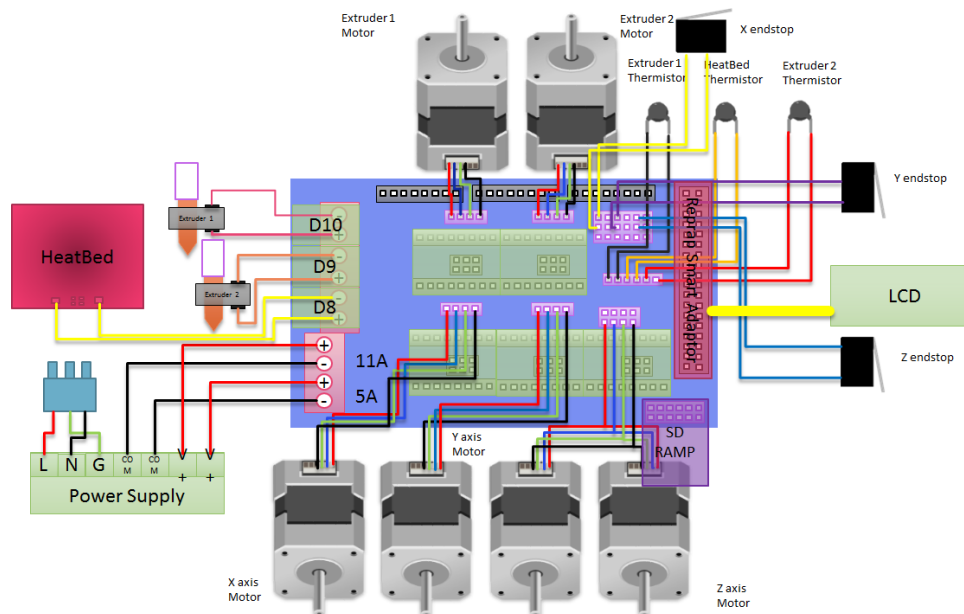 Extruder 1
Motor
Extruder 2
Motor
X endstop
Extruder 1
Thermistor
HeatBed
Thermistor
Extruder 2
Thermistor
Y endstop
Extruder 1
D10
HeatBed
D9
Extruder 2
D8
Reprap Smart Adaptor
LCD
+
-
+
-
11A
5A
Z endstop
SD
RAMP
L N G CO
M CO
M V
+ V
+
Power Supply
Y axis
Motor
X axis
Motor
Z axis
Motor